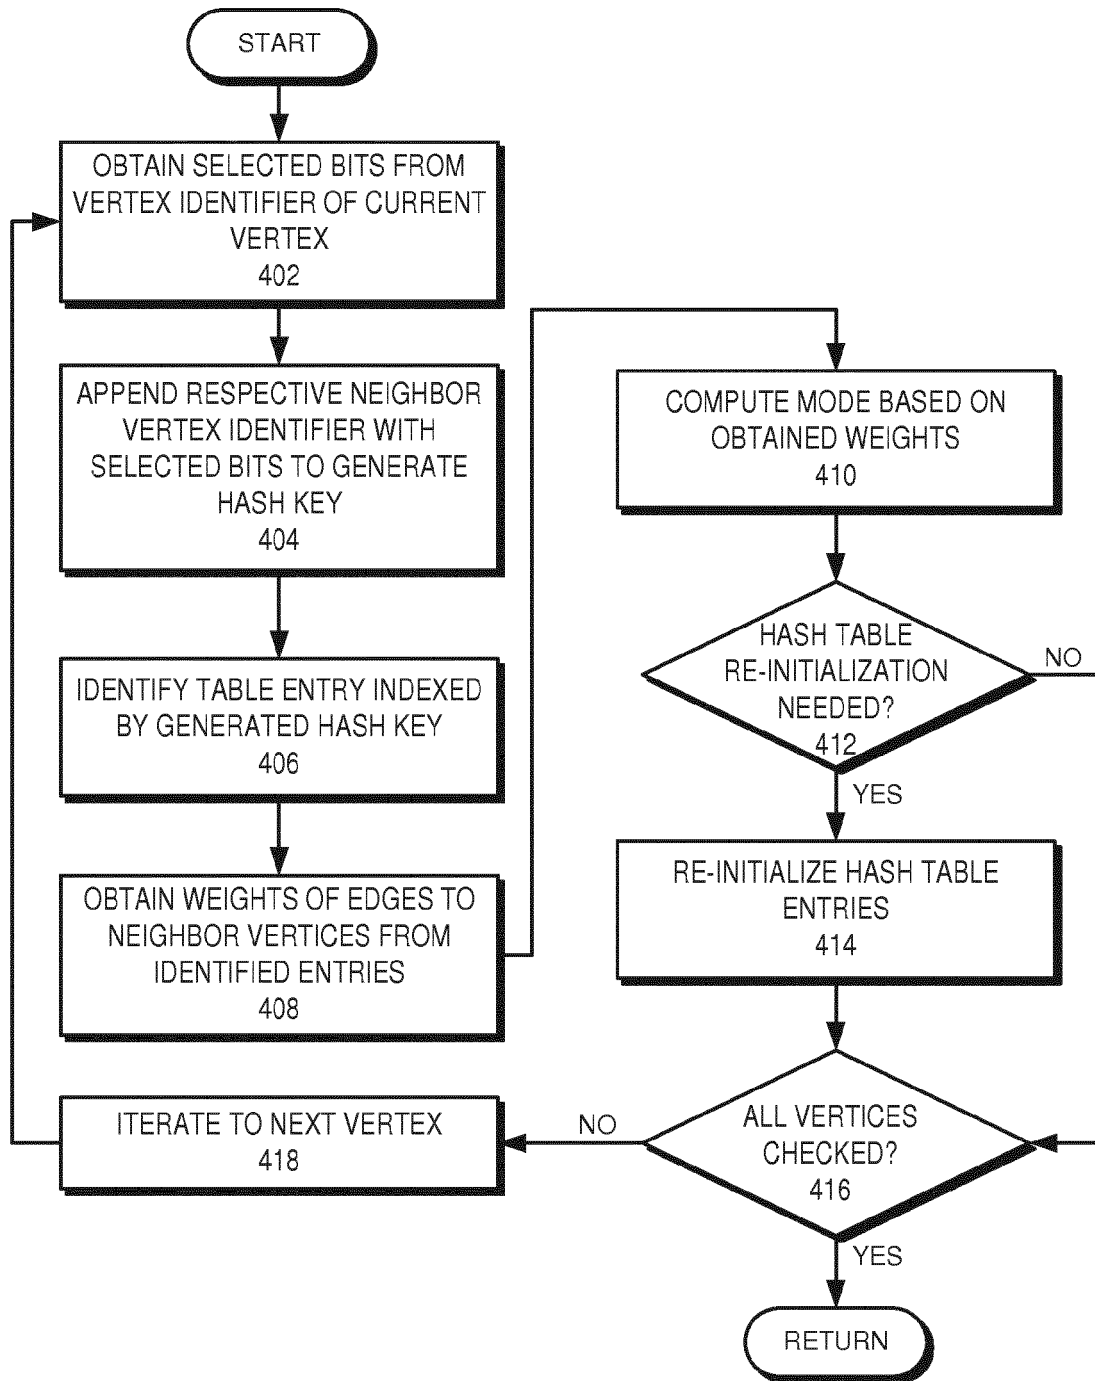 START
OBTAIN SELECTED BITS FROM
VERTEX IDENTIFIER OF CURRENT
VERTEX
402
APPEND RESPECTIVE NEIGHBOR
VERTEX IDENTIFIER WITH
SELECTED BITS TO GENERATE
HASH KEY
404
IDENTIFY TABLE ENTRY INDEXED
BY GENERATED HASH KEY
406
OBTAIN WEIGHTS OF EDGES TO
NEIGHBOR VERTICES FROM
IDENTIFIED ENTRIES
408
COMPUTE MODE BASED ON
OBTAINED WEIGHTS
410
HASH TABLE
RE-INITIALIZATION
NEEDED?
412
NO
YES
RE-INITIALIZE HASH TABLE
ENTRIES
414
ALL VERTICES
CHECKED?
416
NO
ITERATE TO NEXT VERTEX
418
YES
RETURN